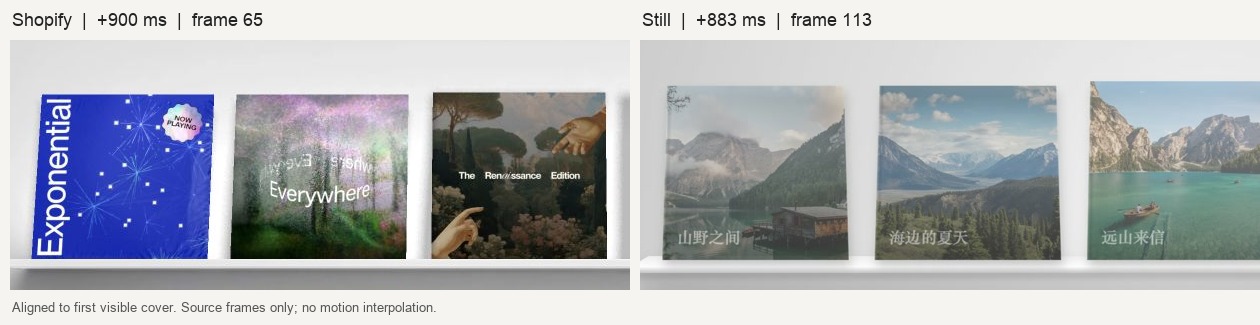 Shopify | +900 ms | frame 65
Still | +883 ms | frame 113
Exponential
NOW
PLAYING
Everywhere
The Ren///ssance Edition
山野之间
海边的夏天
远山来信
Aligned to first visible cover. Source frames only; no motion interpolation.